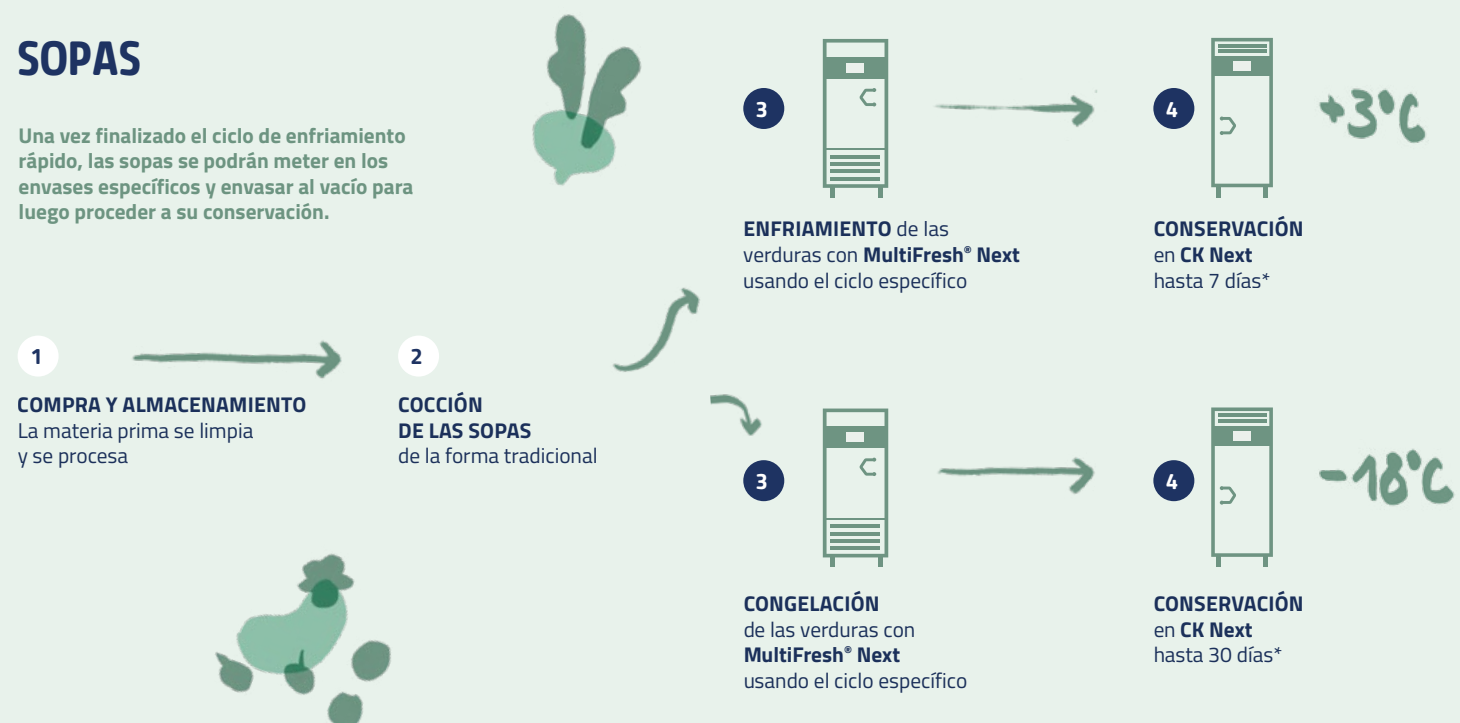 SOPAS
Una vez finalizado el ciclo de enfriamiento
rápido, las sopas se podrán meter en los
envases específicos y envasar al vacío para
luego proceder a su conservación.
1
COMPRA Y ALMACENAMIENTO
La materia prima se limpia
y se procesa
2
COCCIÓN
DE LAS SOPAS
de la forma tradicional
3
ENFRIAMIENTO de las
verduras con MultiFresh® Next
usando el ciclo específico
4
+3°C
CONSERVACIÓN
en CK Next
hasta 7 días*
3
CONGELACIÓN
de las verduras con
MultiFresh® Next
usando el ciclo específico
4
-18°C
CONSERVACIÓN
en CK Next
hasta 30 días*